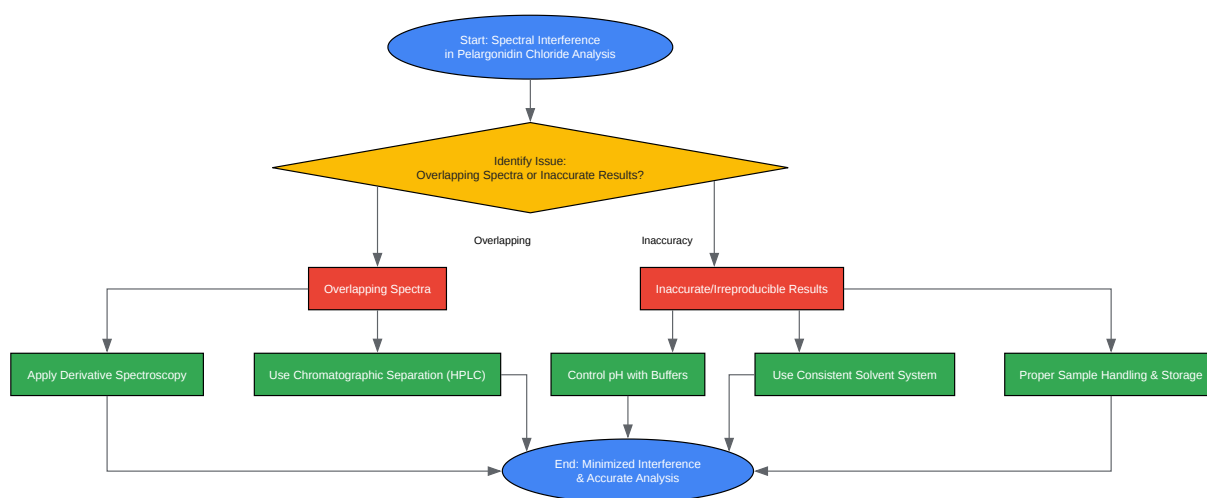 Start: Spectral Interference
in Pelargonidin Chloride Analysis
Identify Issue:
Overlapping Spectra or Inaccurate Results?
Overlapping
Inaccuracy
Overlapping Spectra
Inaccurate/Irreproducible Results
Apply Derivative Spectroscopy
Use Chromatographic Separation (HPLC)
Control pH with Buffers
Use Consistent Solvent System
Proper Sample Handling & Storage
End: Minimized Interference
& Accurate Analysis